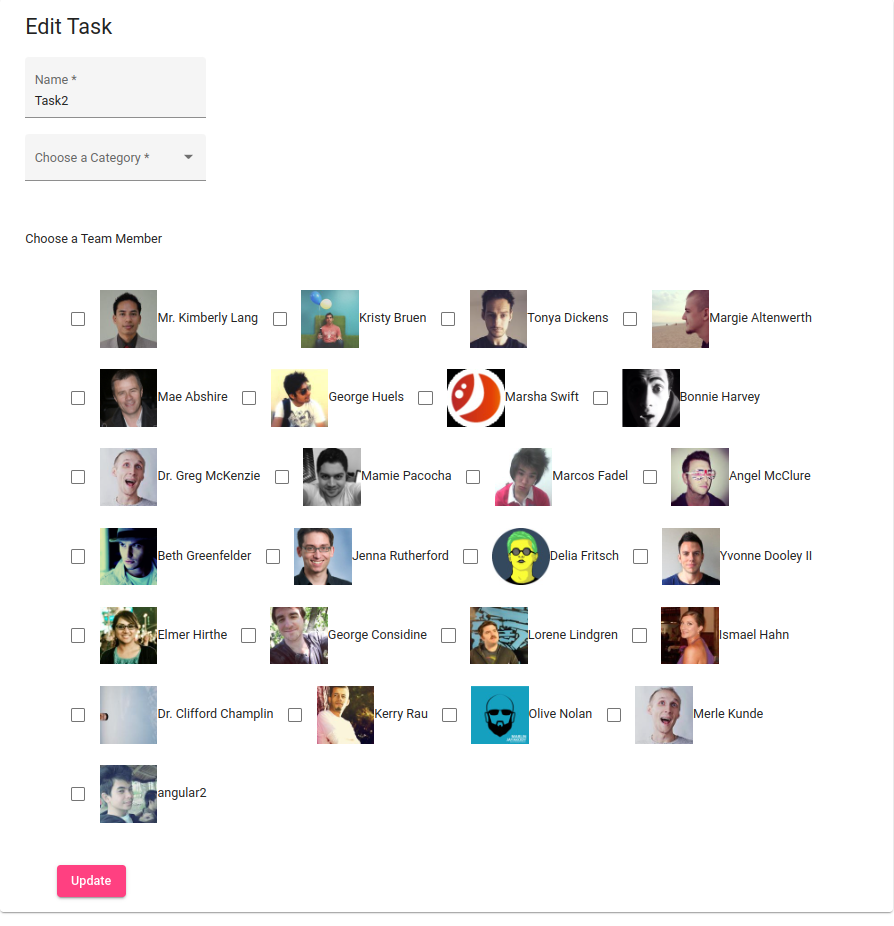 Edit Task
Name *
Task2
Choose a Category *
Choose a Team Member
Mr. Kimberly Lang Kristy Bruen Tonya Dickens Margie Altenwerth
Mae Abshire George Huels Marsha Swift Bonnie Harvey
Dr. Greg McKenzie Mamie Pacocha Marcos Fadel Angel McClure
Beth Greenfelder Jenna Rutherford Delia Fritsch Yvonne Dooley II
Elmer Hirthe George Considine Lorene Lindgren Ismael Hahn
Dr. Clifford Champlin Kerry Rau Olive Nolan Merle Kunde
angular2
Update